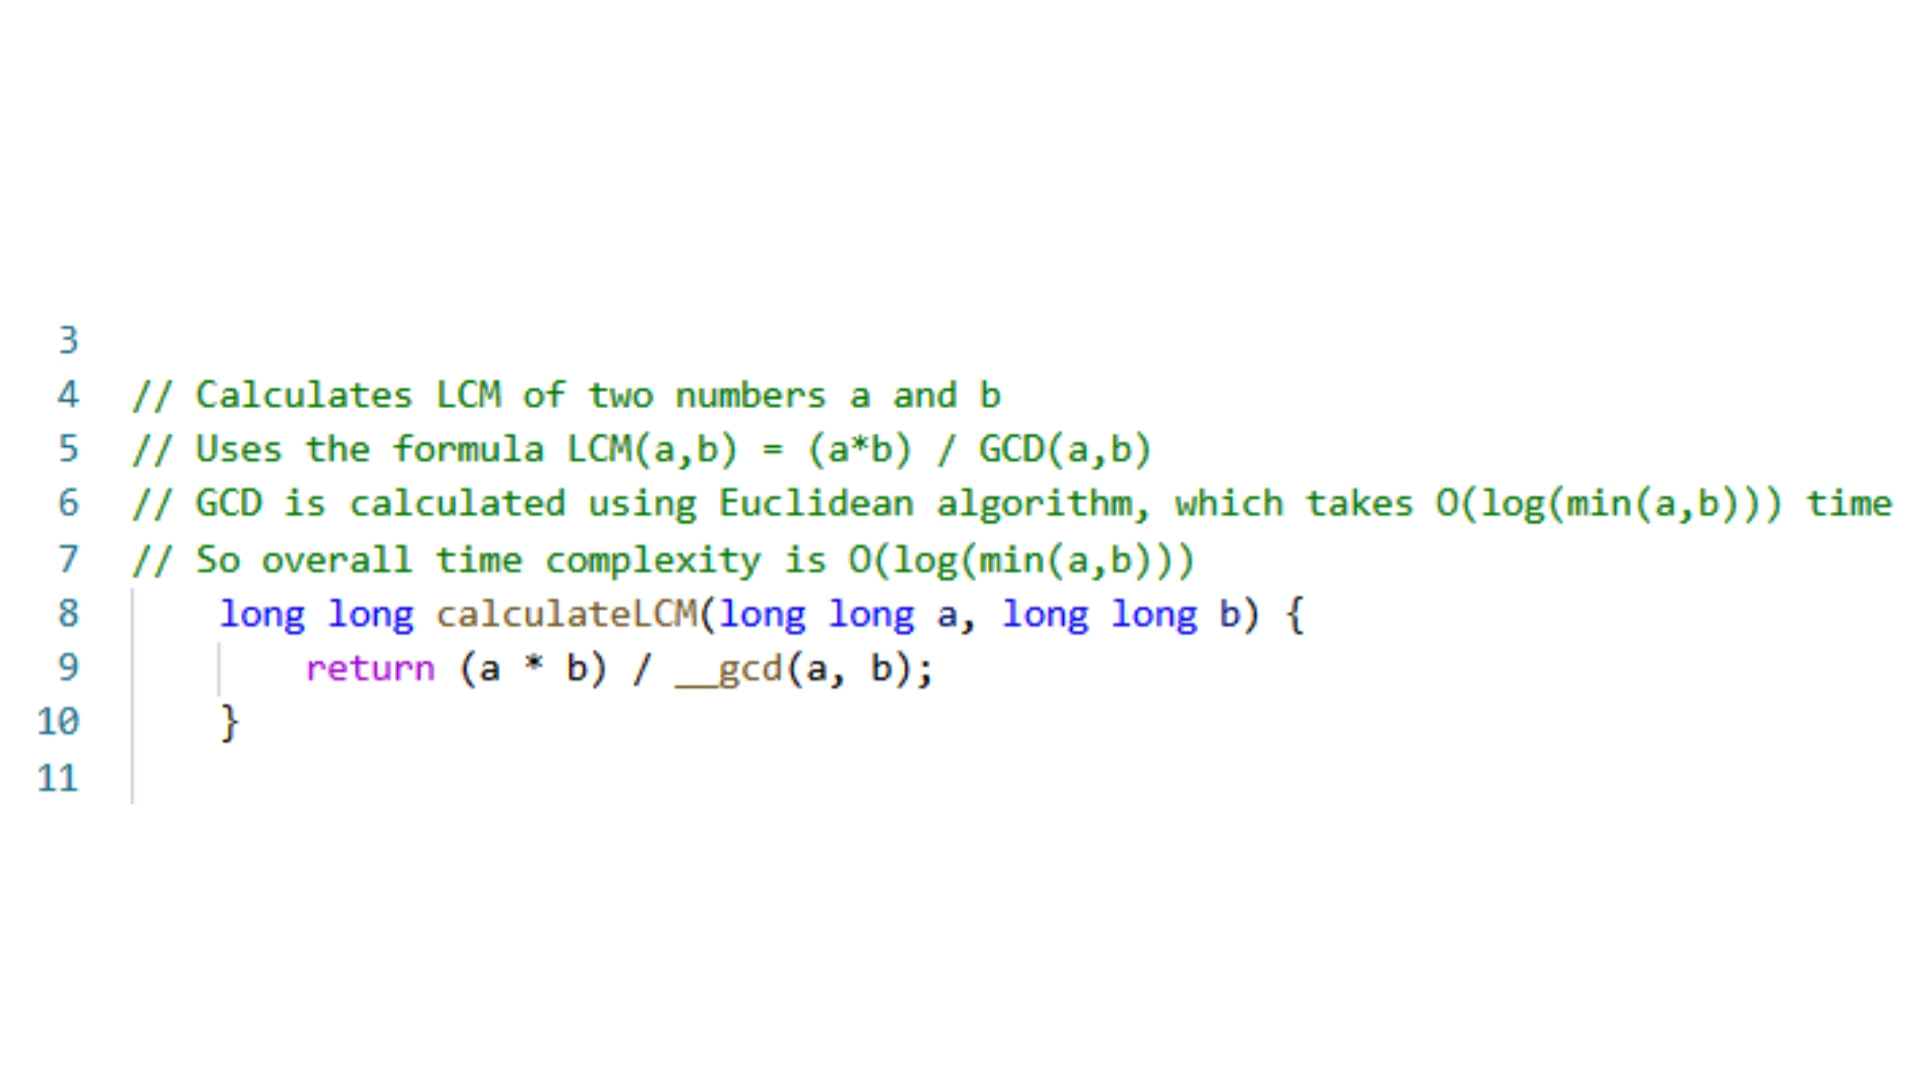 3
4 // Calculates LCM of two numbers a and b
5 // Uses the formula LCM(a,b) = (a*b) / GCD(a,b)
6 // GCD is calculated using Euclidean algorithm, which takes O(log(min(a,b))) time
7 // So overall time complexity is O(log(min(a,b)))
8 long long calculateLCM(long long a, long long b) {
9 return (a * b) / __gcd(a, b);
10 }
11